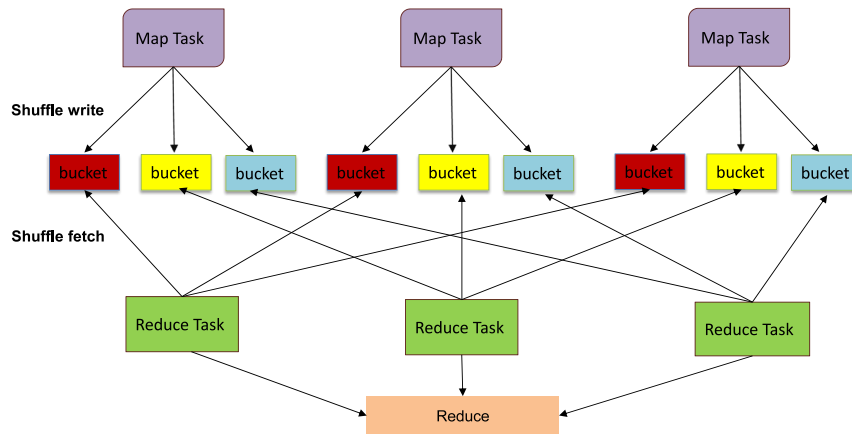 Map Task
Map Task
Map Task
Shuffle write
bucket
bucket
bucket
bucket
bucket
bucket
bucket
bucket
bucket
Shuffle fetch
Reduce Task
Reduce Task
Reduce Task
Reduce